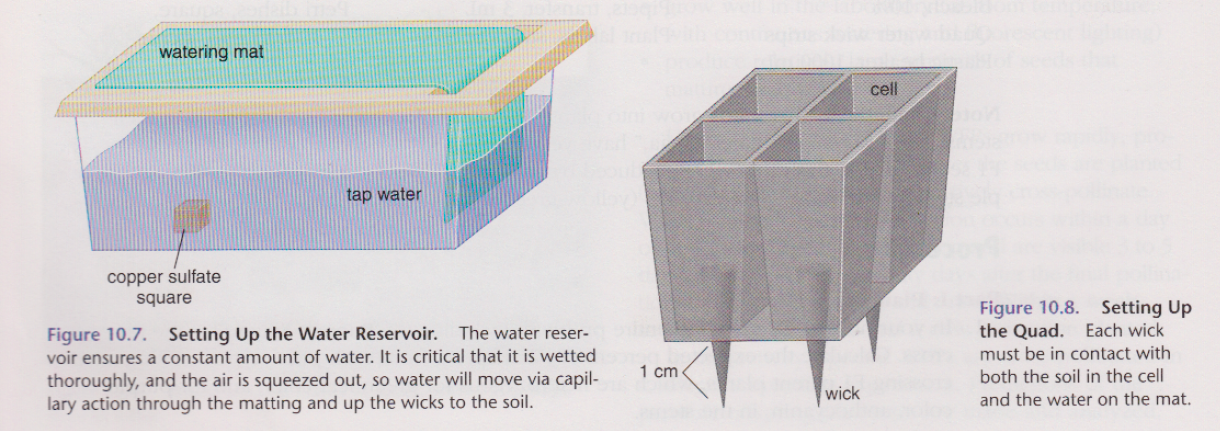 watering mat
tap water
copper sulfate
square
Figure 10.7. Setting Up the Water Reservoir. The water reser-
voir ensures a constant amount of water. It is critical that it is wetted
thoroughly, and the air is squeezed out, so water will move via capil-
lary action through the matting and up the wicks to the soil.
cell
1 cm
wick
Figure 10.8. Setting Up
the Quad. Each wick
must be in contact with
both the soil in the cell
and the water on the mat.